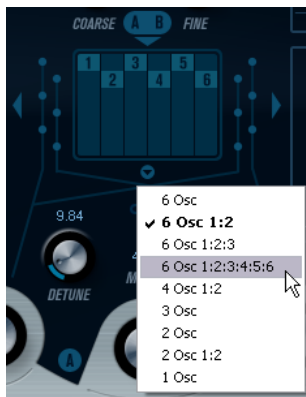 COARSE A B FINE
1 3 5
2 4 6
9.84
DETUNE
A
6 Osc
6 Osc 1:2
6 Osc 1:2:3
6 Osc 1:2:3:4:5:6
4 Osc 1:2
3 Osc
2 Osc
2 Osc 1:2
1 Osc